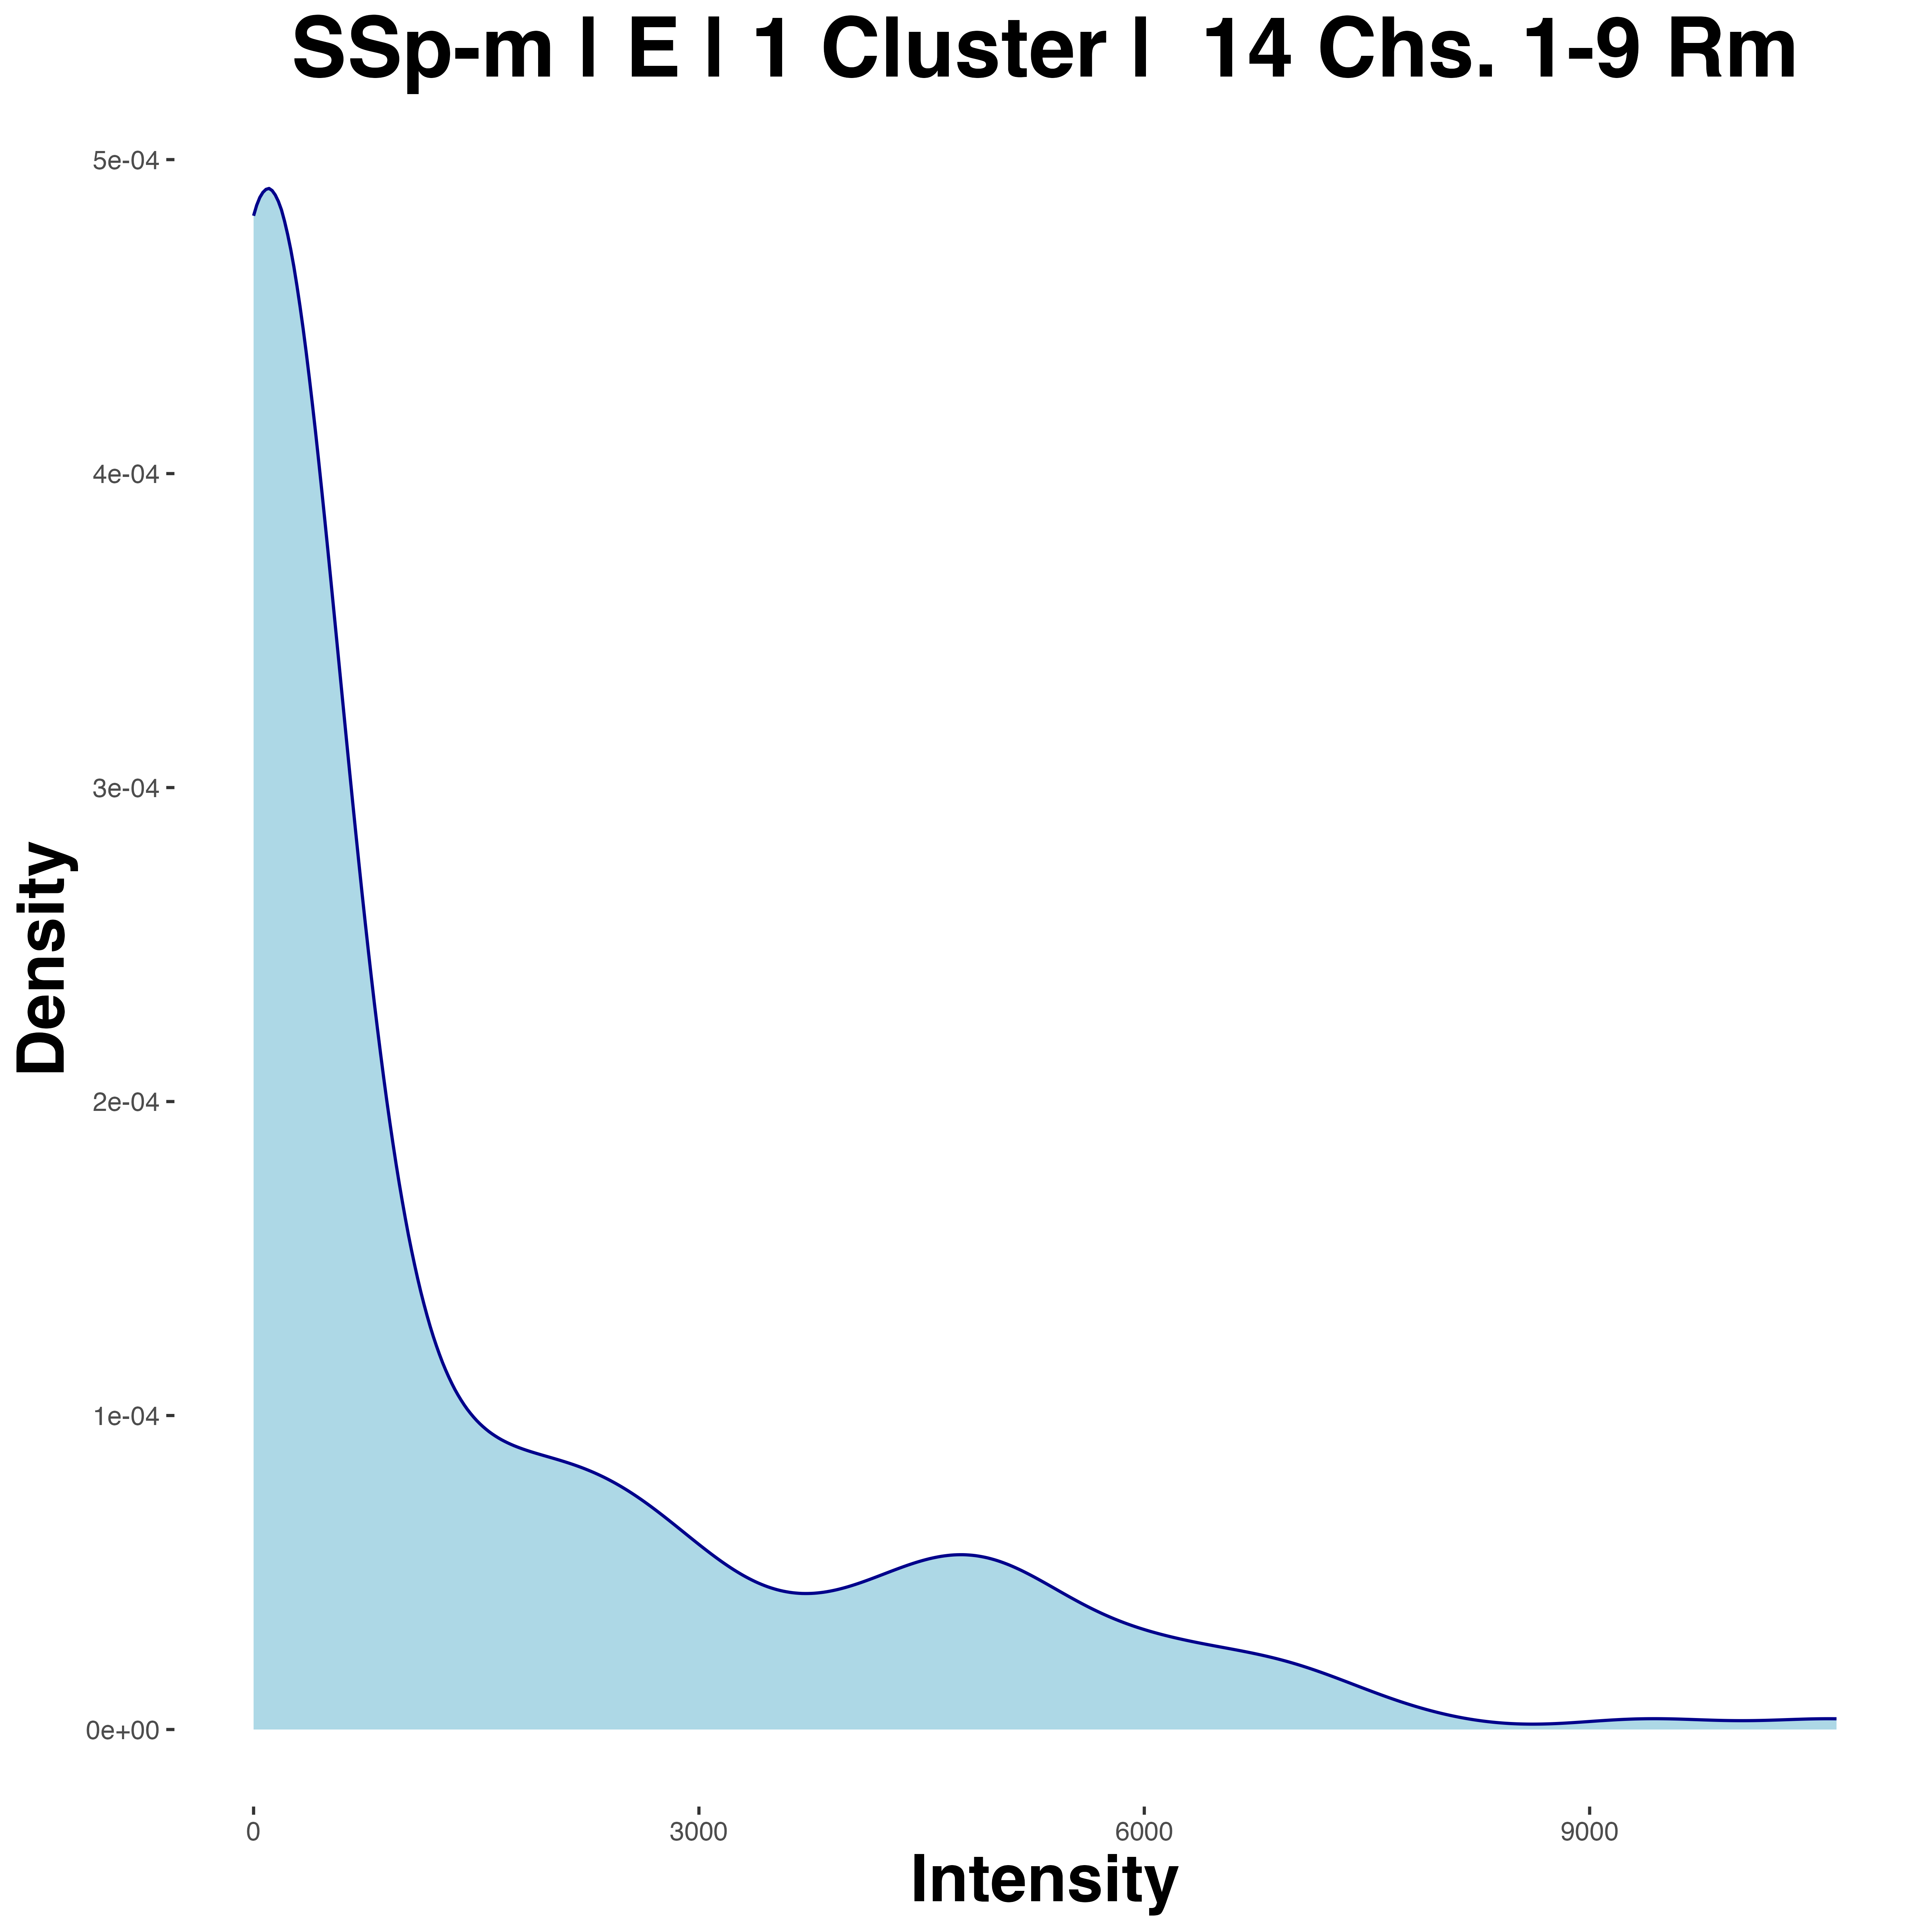 SSp-m | E | 1 Cluster |  14 Chs. 1-9 Rm
5e-04
4e-04
3e-04
2e-04
1e-04
0e+00
Density
0 3000 6000 9000
Intensity